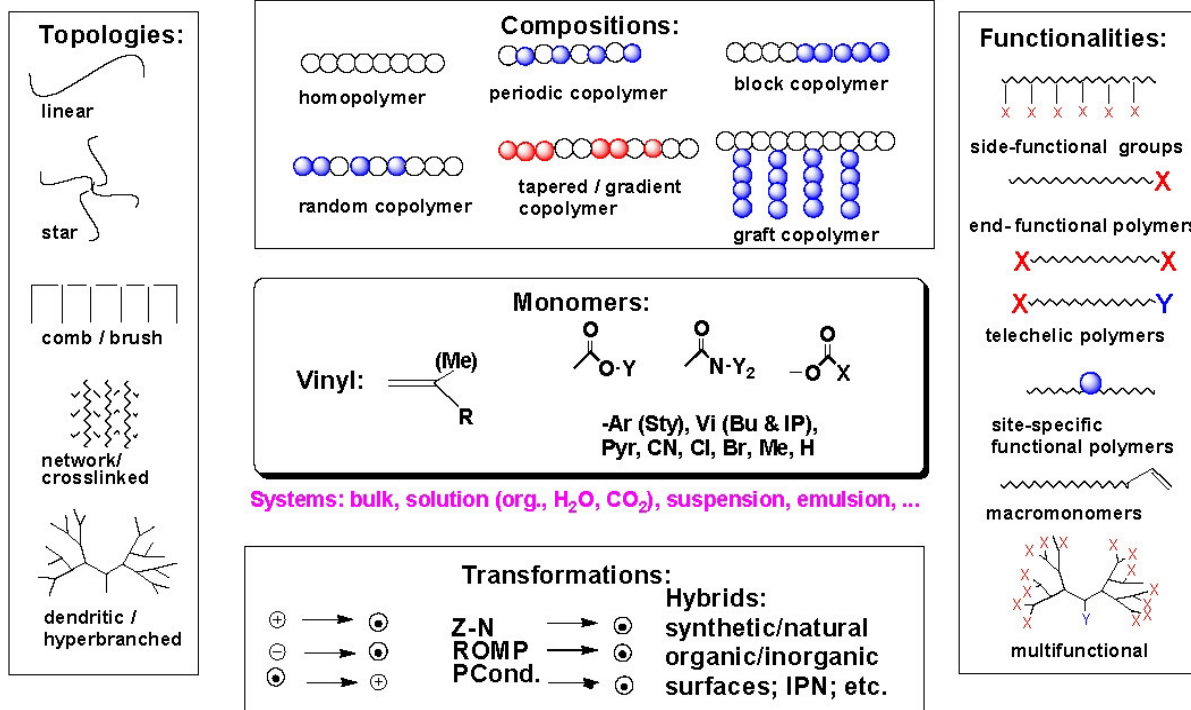 Topologies:
linear
star
comb / brush
network/
crosslinked
dendritic /
hyperbranched
Compositions:
homopolymer
periodic copolymer
block copolymer
random copolymer
tapered / gradient
copolymer
graft copolymer
Monomers:
Vinyl:
(Me)
R
O
O-Y
O
N-Y2
O
–O X
-Ar (Sty), Vi (Bu & IP),
Pyr, CN, Cl, Br, Me, H
Systems: bulk, solution (org., H2O, CO2), suspension, emulsion, ...
Transformations:
+
− +
Z-N
ROMP
PCond.
Hybrids:
synthetic/natural
organic/inorganic
surfaces; IPN; etc.
Functionalities:
X X X X X X
side-functional groups
X
end-functional polymers
X X
X Y
telechelic polymers
site-specific
functional polymers
macromonomers
X X X X X X X X X X X X X X
Y
multifunctional